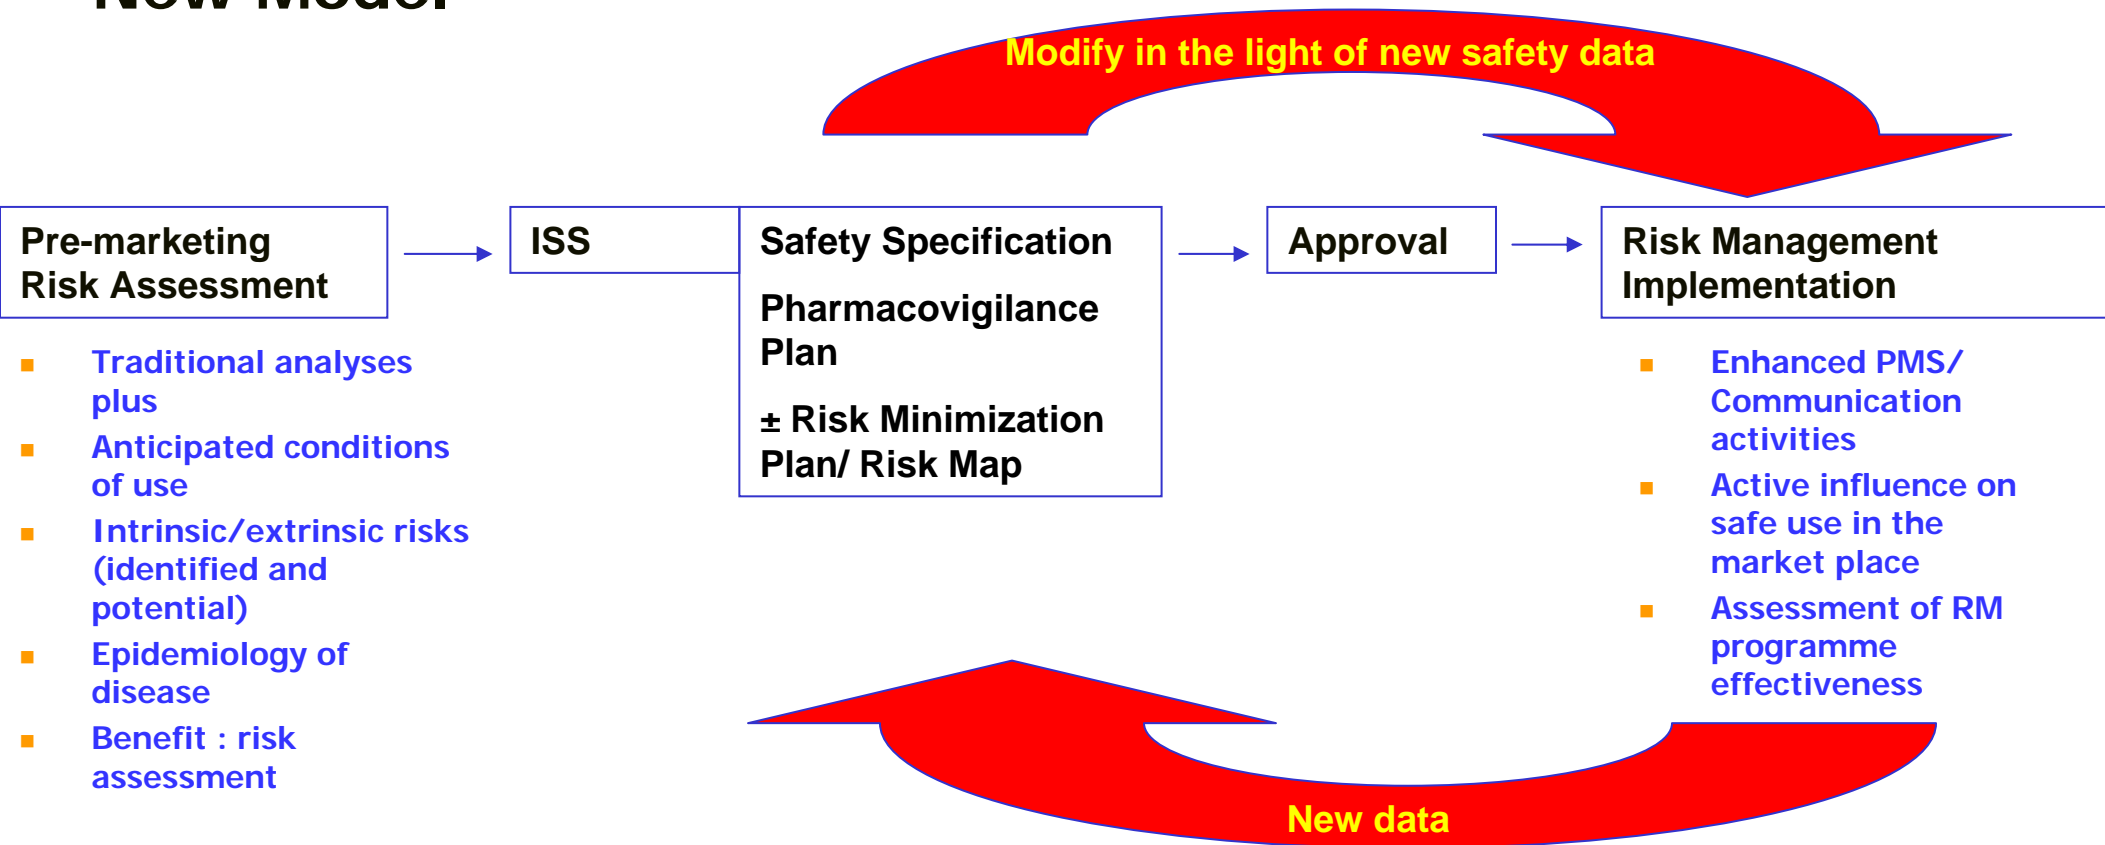 New Model
Modify in the light of new safety data
Pre-marketing
Risk Assessment
ISS
Safety Specification
Pharmacovigilance
Plan
± Risk Minimization
Plan/ Risk Map
Approval
Risk Management
Implementation
Traditional analyses
plus
Anticipated conditions
of use
Intrinsic/extrinsic risks
(identified and
potential)
Epidemiology of
disease
Benefit : risk
assessment
Enhanced PMS/
Communication
activities
Active influence on
safe use in the
market place
Assessment of RM
programme
effectiveness
New data